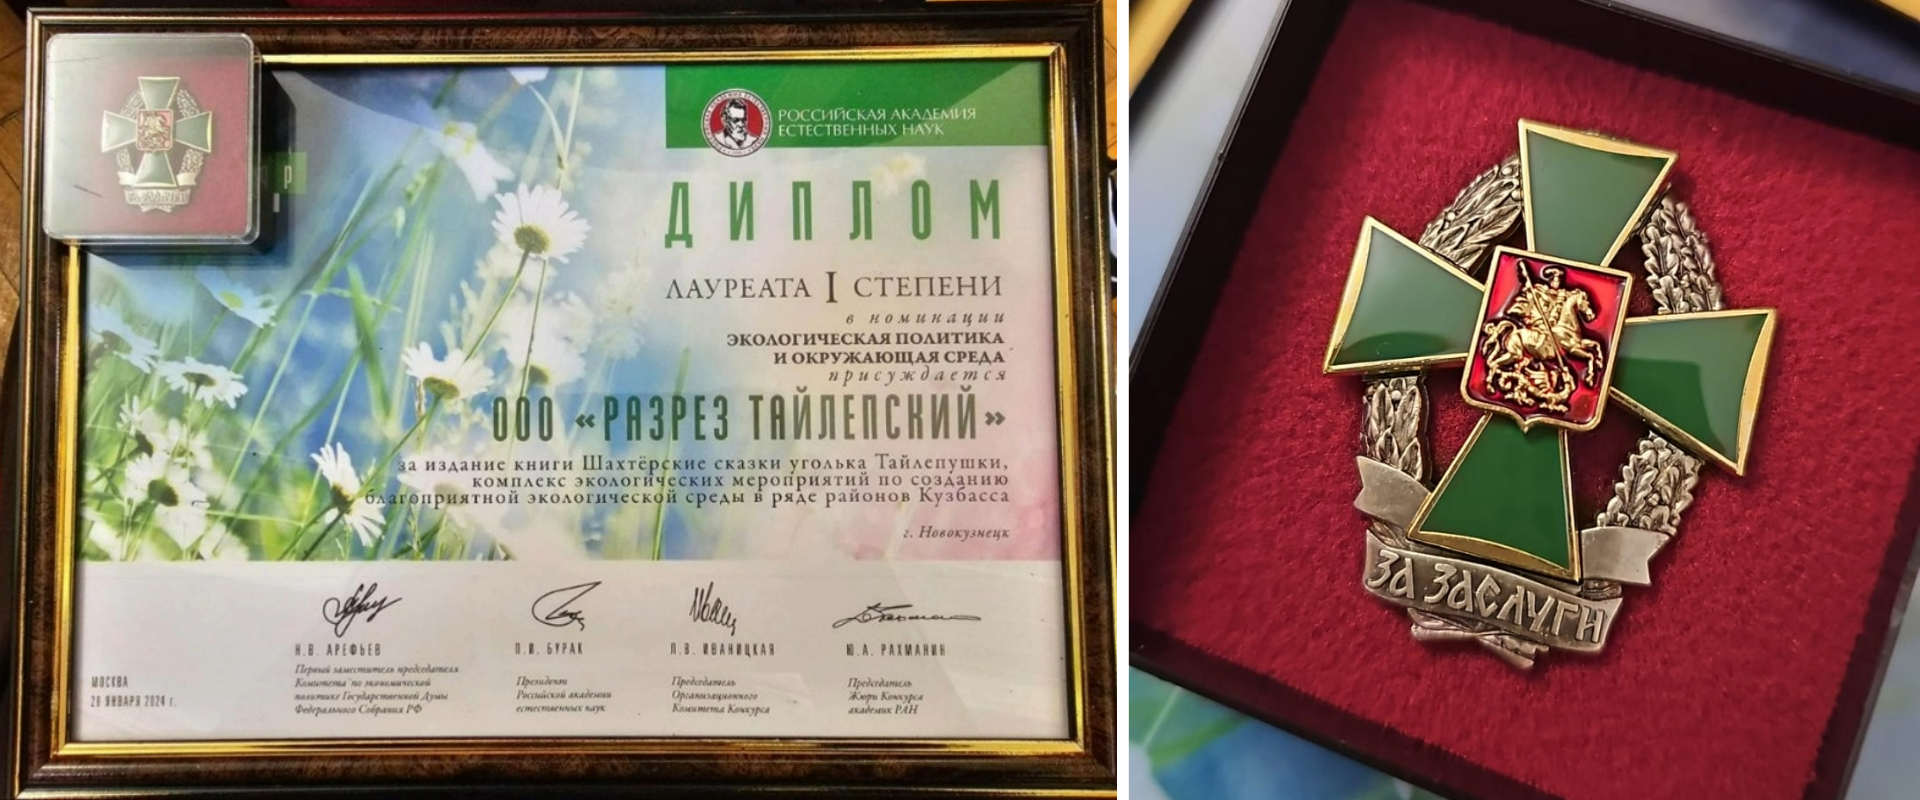 РОССИЙСКАЯ АКАДЕМИЯ
ЕСТЕСТВЕННЫХ НАУК
ДИПЛОМ
ЛАУРЕАТА I СТЕПЕНИ
в номинации
ЭКОЛОГИЧЕСКАЯ ПОЛИТИКА
И ОКРУЖАЮЩАЯ СРЕДА
присуждается
ООО «РАЗРЕЗ ТАЙЛЕПСКИЙ»
за издание книги Шахтёрские сказки уголька Тайлепушки,
комплекс экологических мероприятий по созданию
благоприятной экологической среды в ряде районов Кузбасса
г. Новокузнецк
Н.В. АРЕФЬЕВ
Первый заместитель председателя
Комитета по экономической
политике Государственной Думы
Федерального Собрания РФ
П.И. БУРАК
Президент
Российской академии
естественных наук
Л.В. ИВАНИЦКАЯ
Председатель
Организационного
Комитета Конкурса
Ю.А. РАХМАНИН
Председатель
Жюри Конкурса
академик РАН
МОСКВА
26 ЯНВАРЯ 2024 г.
ЗА ЗАСЛУГИ